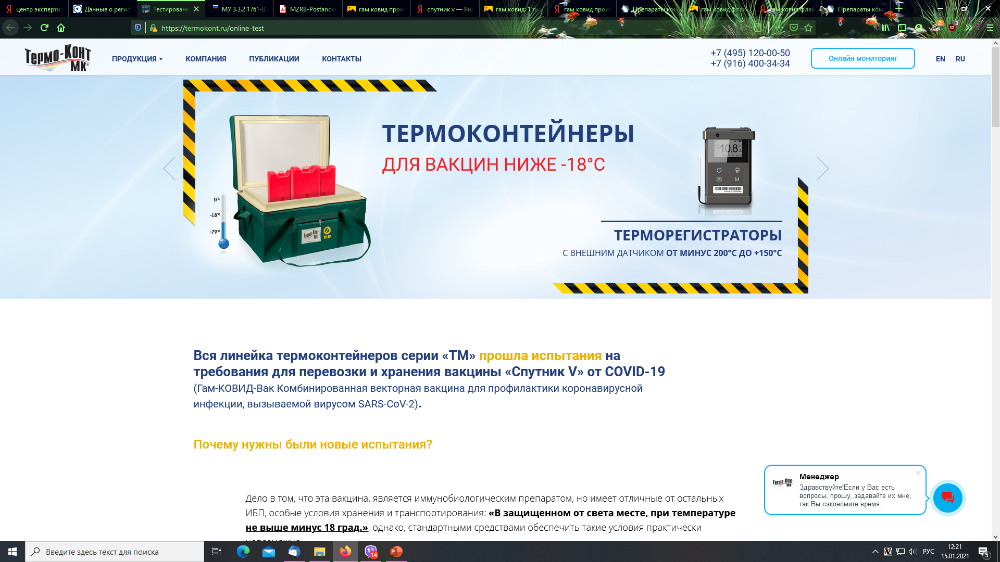 центр экспертиз
Данные о регис
Тестировани
МУ 3.3.2.1761-03
MZRB-Postanovl
гам ковид прои
спутник v — Янд
гам ковид: 1 ты
гам ковид прои
Препараты ко
гам ковид фла
гам ковид флак
Препараты ком
https://termokont.ru/online-test
2
3
Термо-Конт
МК®
ПРОДУКЦИЯ
КОМПАНИЯ
ПУБЛИКАЦИИ
КОНТАКТЫ
+7 (495) 120-00-50
+7 (916) 400-34-34
Онлайн мониторинг
EN RU
ТЕРМОКОНТЕЙНЕРЫ
ДЛЯ ВАКЦИН НИЖЕ -18°C
0°C
-18°C
-79°C
Термо-Конт
МК
-10.8
M
ТЕРМОРЕГИСТРАТОРЫ
С ВНЕШНИМ ДАТЧИКОМ ОТ МИНУС 200°C ДО +150°C
Вся линейка термоконтейнеров серии «ТМ» прошла испытания на
требования для перевозки и хранения вакцины «Спутник V» от COVID-19
(Гам-КОВИД-Вак Комбинированная векторная вакцина для профилактики коронавирусной
инфекции, вызываемой вирусом SARS-CoV-2).
Почему нужны были новые испытания?
Дело в том, что эта вакцина, является иммунобиологическим препаратом, но имеет отличные от остальных
ИБП, особые условия хранения и транспортирования: «В защищенном от света месте, при температуре
не выше минус 18 град.», однако, стандартными средствами обеспечить такие условия практически
невозможно
Термо-Конт
МК
Менеджер
Здравствуйте!Если у Вас есть
вопросы, прошу, задавайте их мне,
так Вы сэкономите время.
Введите здесь текст для поиска
14
РУС
12:21
15.01.2021
5